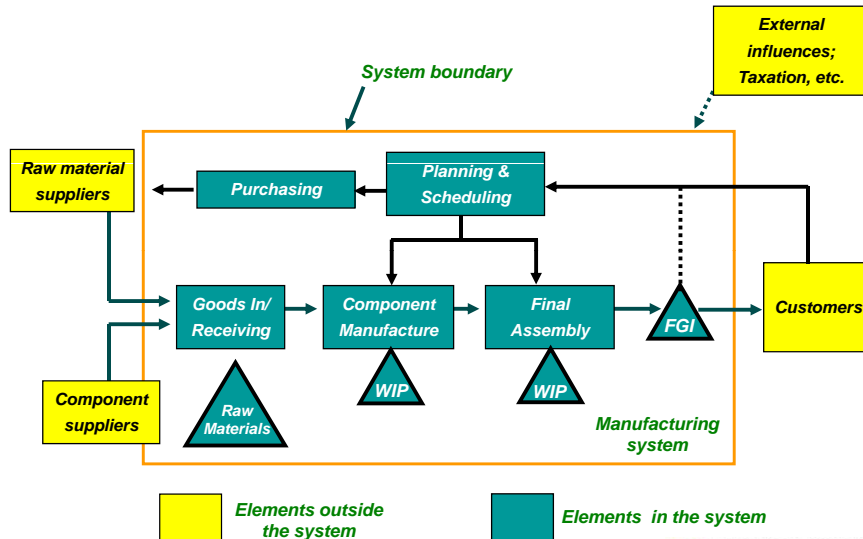 External
influences;
Taxation, etc.
System boundary
Raw material
suppliers
Purchasing
Planning &
Scheduling
Goods In/
Receiving
Component
Manufacture
Final
Assembly
FGI
Customers
Component
suppliers
Raw
Materials
WIP
WIP
Manufacturing
system
Elements outside
the system
Elements in the system